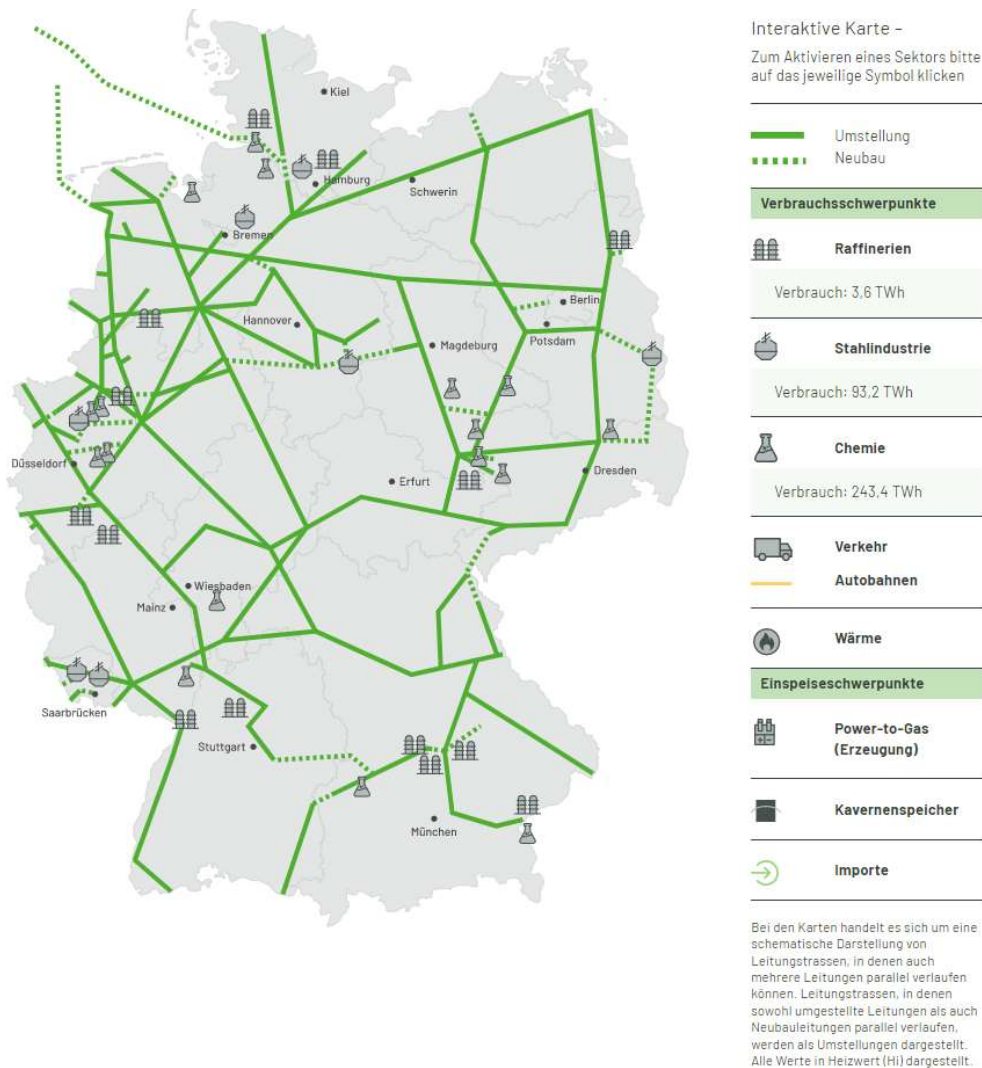 Interaktive Karte –
Zum Aktivieren eines Sektors bitte
auf das jeweilige Symbol klicken
Umstellung
Neubau
Verbrauchsschwerpunkte
Raffinerien
Verbrauch: 3,6 TWh
Stahlindustrie
Verbrauch: 93,2 TWh
Chemie
Verbrauch: 243,4 TWh
Verkehr
Autobahnen
Wärme
Einspeiseschwerpunkte
Power-to-Gas
(Erzeugung)
Kavernenspeicher
Importe
Bei den Karten handelt es sich um eine
schematische Darstellung von
Leitungstrassen, in denen auch
mehrere Leitungen parallel verlaufen
können. Leitungstrassen, in denen
sowohl umgestellte Leitungen als auch
Neubauleitungen parallel verlaufen,
werden als Umstellungen dargestellt.
Alle Werte in Heizwert (Hi) dargestellt.
Kiel
Hamburg
Schwerin
Bremen
Berlin
Hannover
Potsdam
Magdeburg
Düsseldorf
Erfurt
Dresden
Wiesbaden
Mainz
Saarbrücken
Stuttgart
München